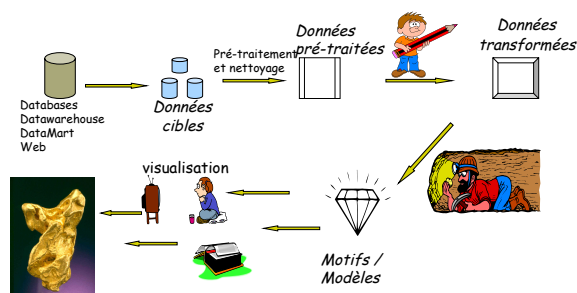 Databases
Datawarehouse
DataMart
Web
Données
cibles
Pré-traitement
et nettoyage
Données
pré-traitées
Données
transformées
visualisation
Motifs /
Modèles